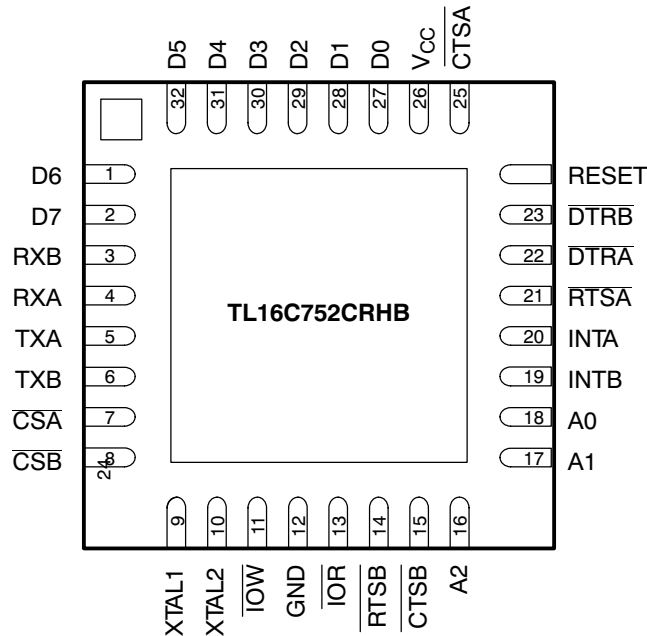 D5 D4 D3 D2 D1 D0 VCC CTSA
32 31 30 29 28 27 26 25
D6 1 RESET
D7 2 23 DTRB
RXB 3 22 DTRA
RXA 4 21 RTSA
TL16C752CRHB
TXA 5 20 INTA
TXB 6 19 INTB
CSA 7 18 A0
CSB 8 24 17 A1
9 10 11 12 13 14 15 16
XTAL1 XTAL2 IOW GND IOR RTSB CTSB A2